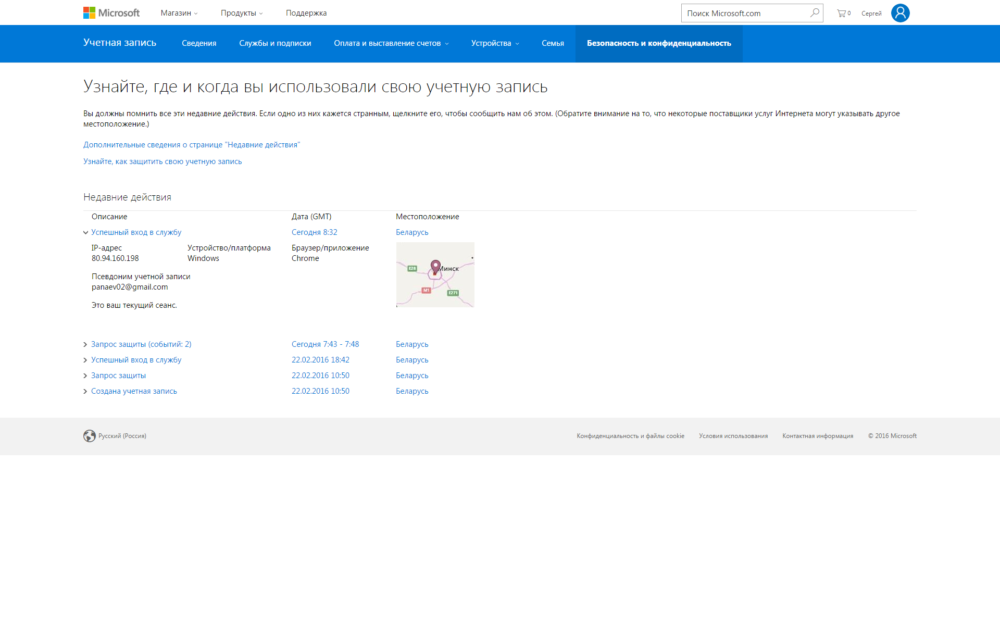 Microsoft Магазин Продукты Поддержка Поиск Microsoft.com 0 Сергей
Учетная запись Сведения Службы и подписки Оплата и выставление счетов Устройства Семья Безопасность и конфиденциальность
Узнайте, где и когда вы использовали свою учетную запись
Вы должны помнить все эти недавние действия. Если одно из них кажется странным, щелкните его, чтобы сообщить нам об этом. (Обратите внимание на то, что некоторые поставщики услуг Интернета могут указывать другое
местоположение.)
Дополнительные сведения о странице "Недавние действия"
Узнайте, как защитить свою учетную запись
Недавние действия
Описание Дата (GMT) Местоположение
Успешный вход в службу Сегодня 8:32 Беларусь
IP-адрес Устройство/платформа Браузер/приложение
80.94.160.198 Windows Chrome
E28 Минск
M1
E271
Псевдоним учетной записи
panaev02@gmail.com
Это ваш текущий сеанс.
Запрос защиты (событий: 2) Сегодня 7:43 - 7:48 Беларусь
Успешный вход в службу 22.02.2016 18:42 Беларусь
Запрос защиты 22.02.2016 10:50 Беларусь
Создана учетная запись 22.02.2016 10:50 Беларусь
Русский (Россия) Конфиденциальность и файлы cookie Условия использования Контактная информация © 2016 Microsoft